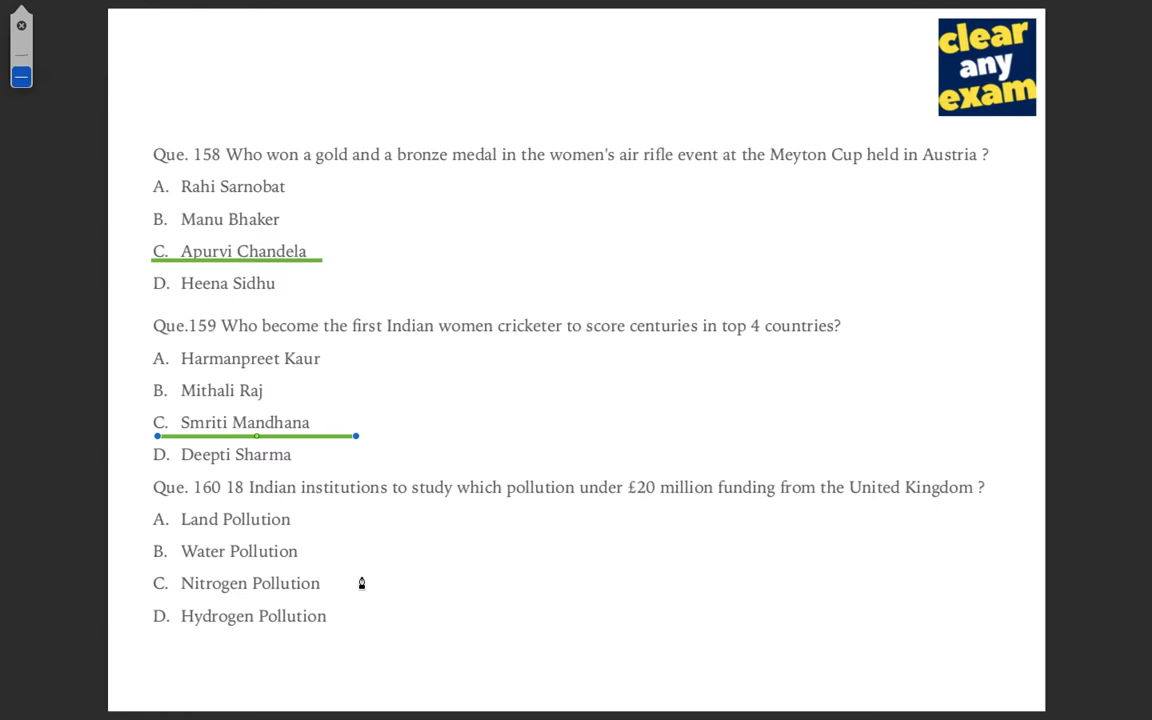 clear
any
exam
Que. 158 Who won a gold and a bronze medal in the women's air rifle event at the Meyton Cup held in Austria ?
A. Rahi Sarnobat
B. Manu Bhaker
C. Apurvi Chandela
D. Heena Sidhu
Que.159 Who become the first Indian women cricketer to score centuries in top 4 countries?
A. Harmanpreet Kaur
B. Mithali Raj
C. Smriti Mandhana
D. Deepti Sharma
Que. 160 18 Indian institutions to study which pollution under £20 million funding from the United Kingdom ?
A. Land Pollution
B. Water Pollution
C. Nitrogen Pollution
D. Hydrogen Pollution